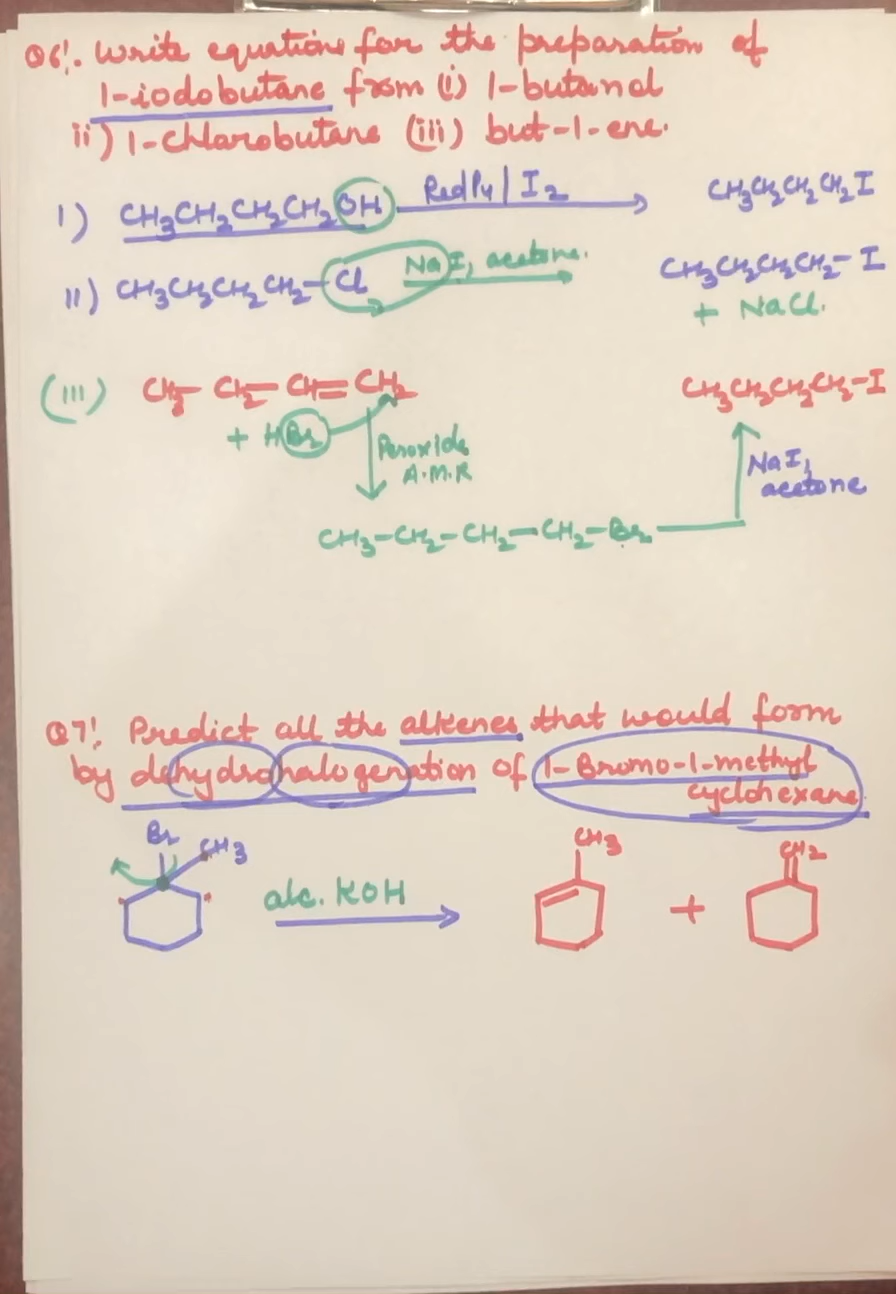 Q6!. Write equations for the preparation of
1-iodobutane from (i) 1-butanol
ii) 1-chlorobutane (iii) but-1-ene.
I) CH3CH2CH2CH2OH Red P4 / I2 CH3CH2CH2CH2I
II) CH3CH2CH2CH2-Cl NaI, acetone. CH3CH2CH2CH2-I
+ NaCl.
(III) CH3-CH2-CH=CH2 CH3CH2CH2CH2-I
+ HBr Peroxide NaI,
A.M.R acetone
CH3-CH2-CH2-CH2-Br
Q7!. Predict all the alkenes that would form
by dehydrohalogenation of 1-Bromo-1-methyl
cyclohexane.
Br CH3 CH3 CH2
alc. KOH +